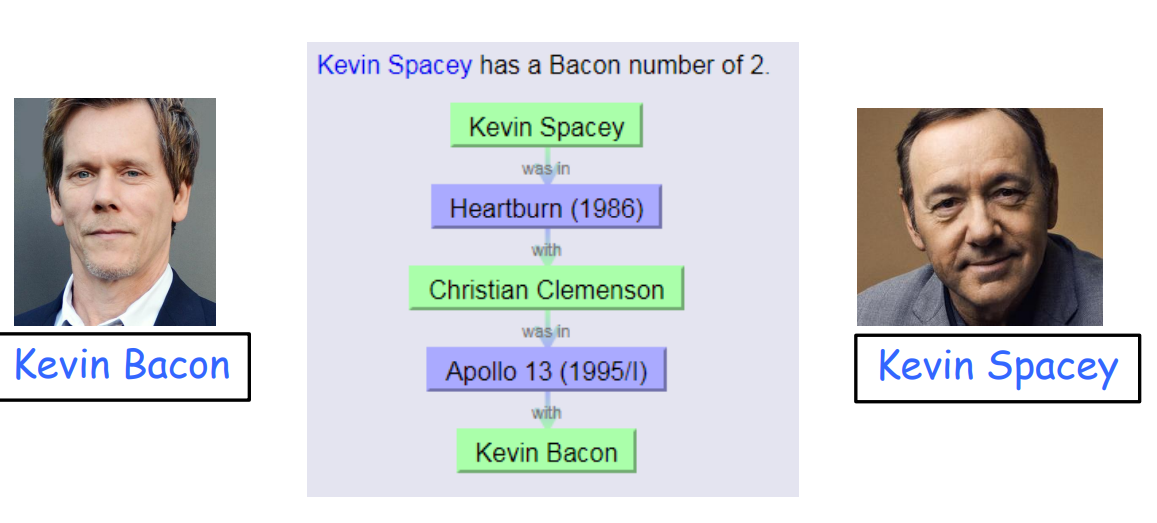 Kevin Spacey has a Bacon number of 2.
Kevin Spacey
was in
Heartburn (1986)
with
Christian Clemenson
was in
Apollo 13 (1995/I)
with
Kevin Bacon
Kevin Bacon
Kevin Spacey